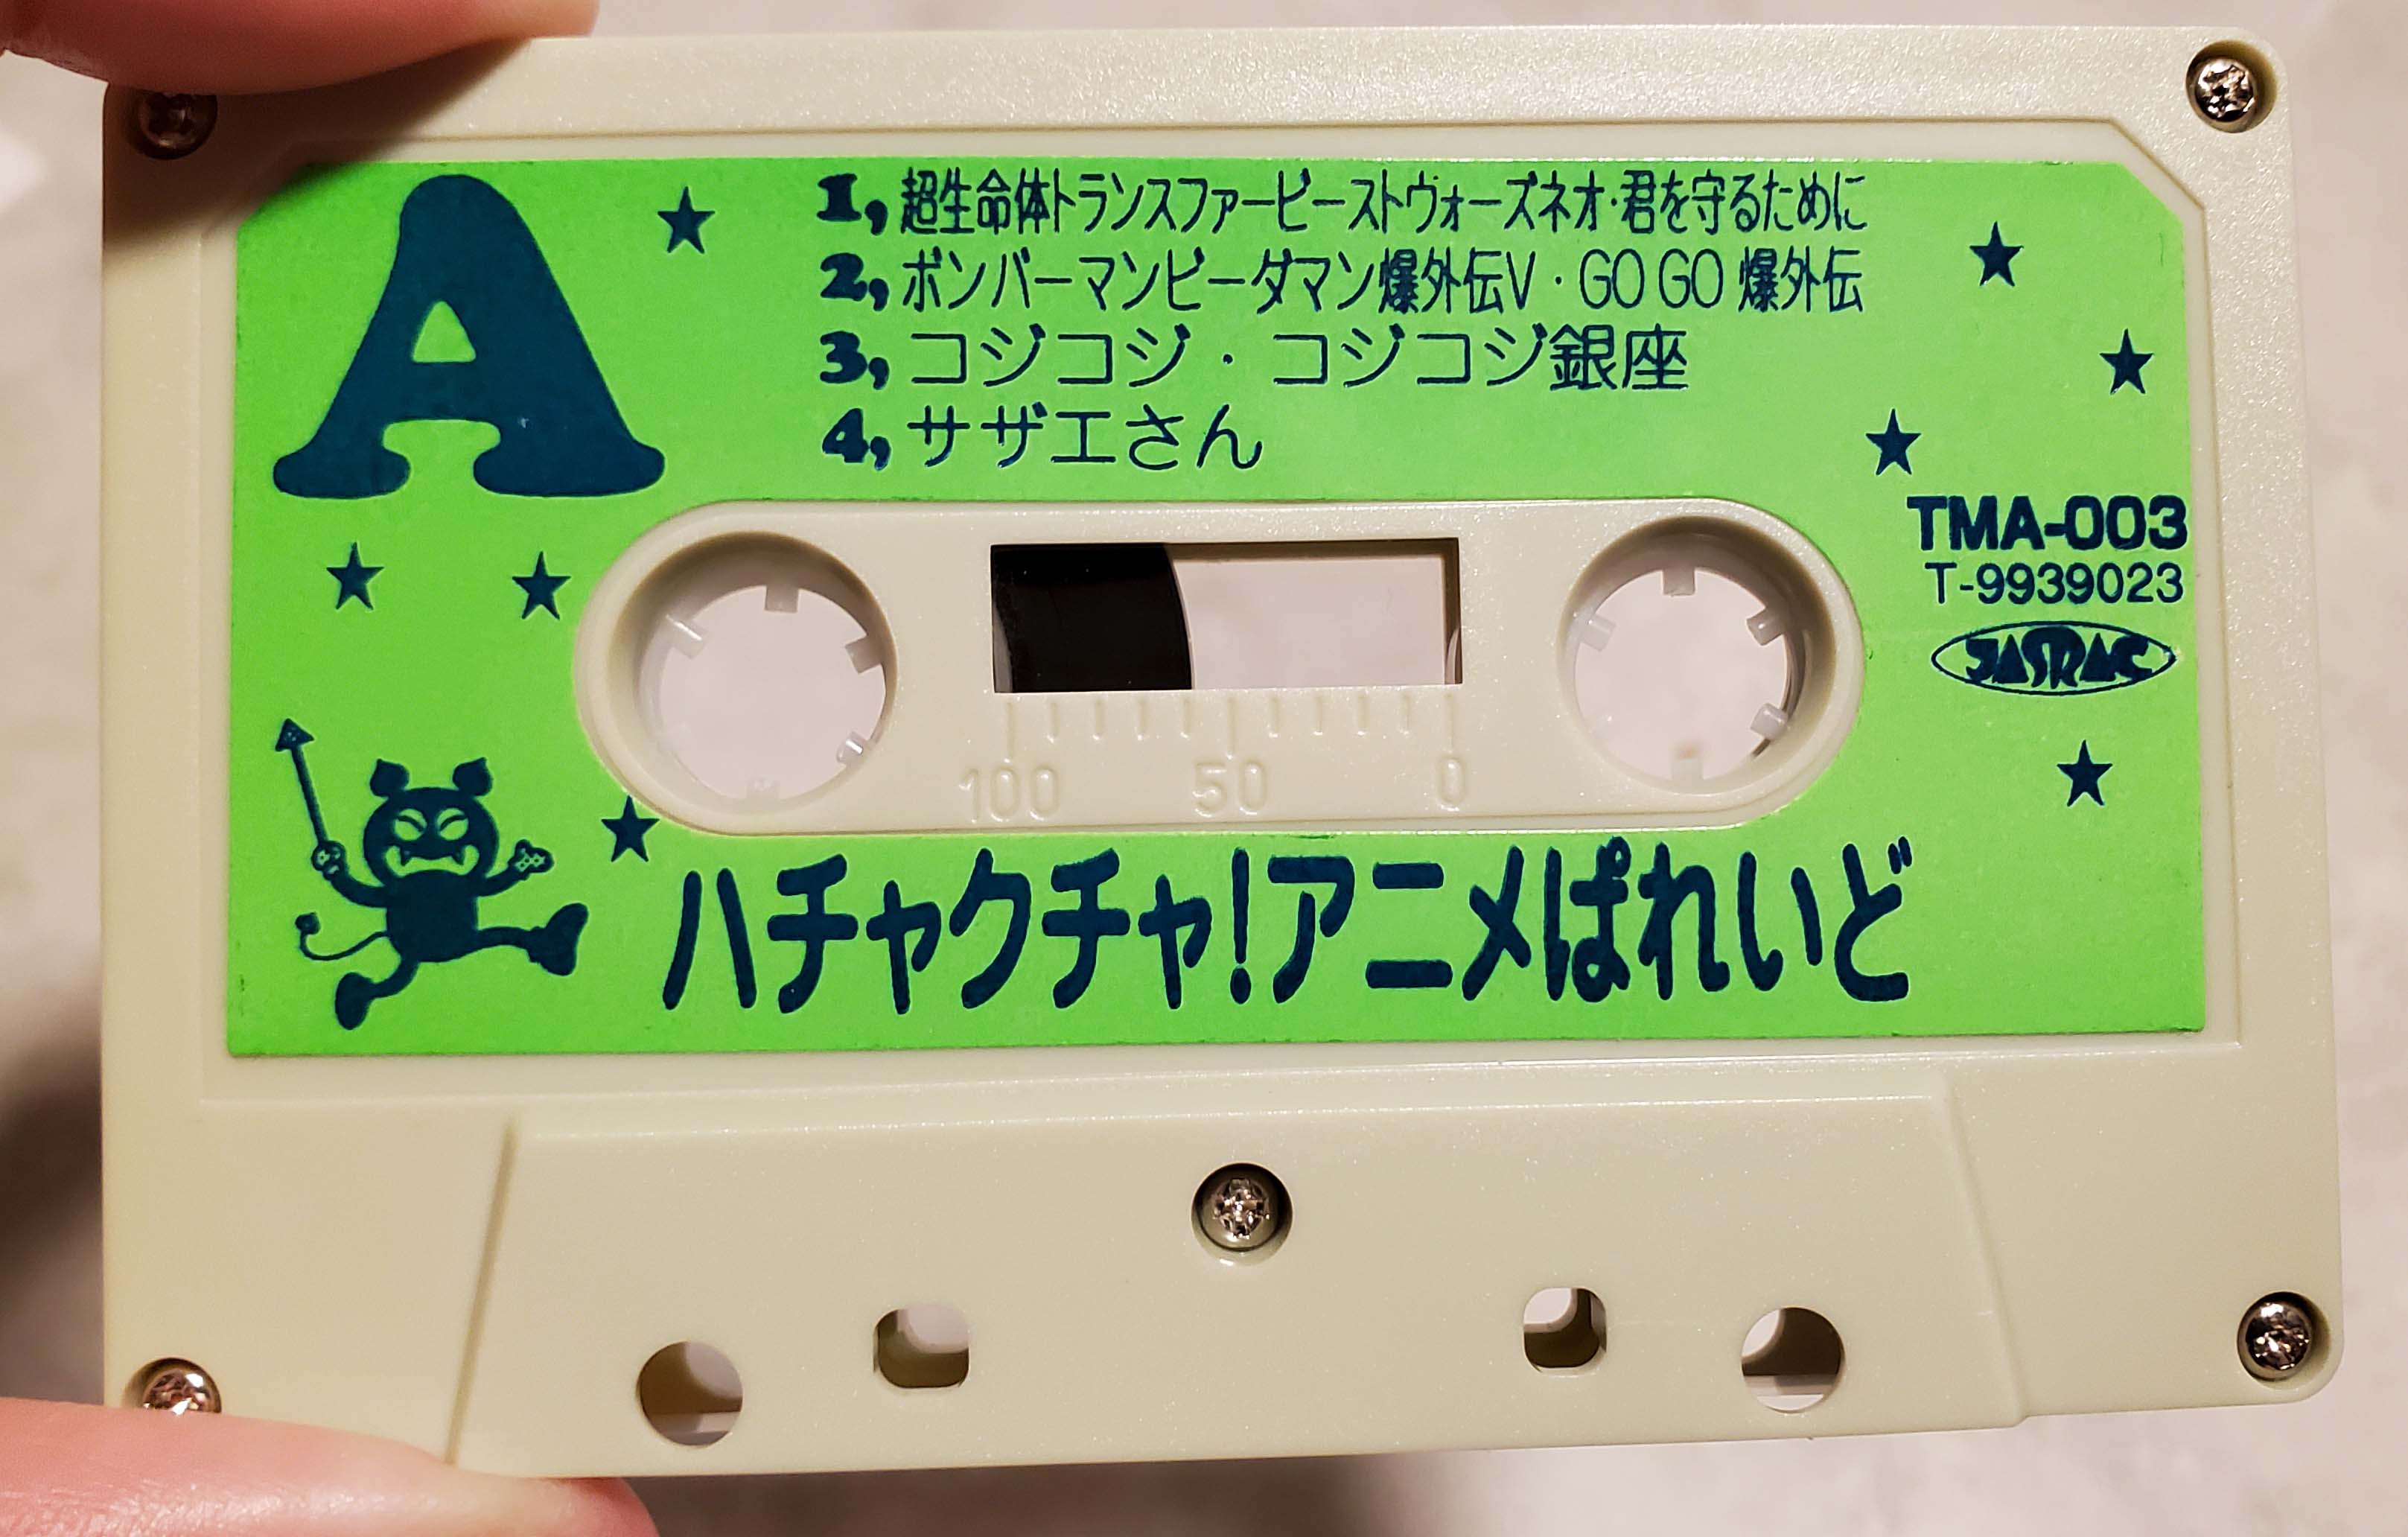 A
1, 超生命体トランスファービーストウォーズネオ·君を守るために
2, ボンバーマンビーダマン爆外伝V · GO GO 爆外伝
3, コジコジ · コジコジ銀座
4, サザエさん
TMA-003
T-9939023
JASRAC
100 50 0
ハチャクチャ!アニメぱれいど